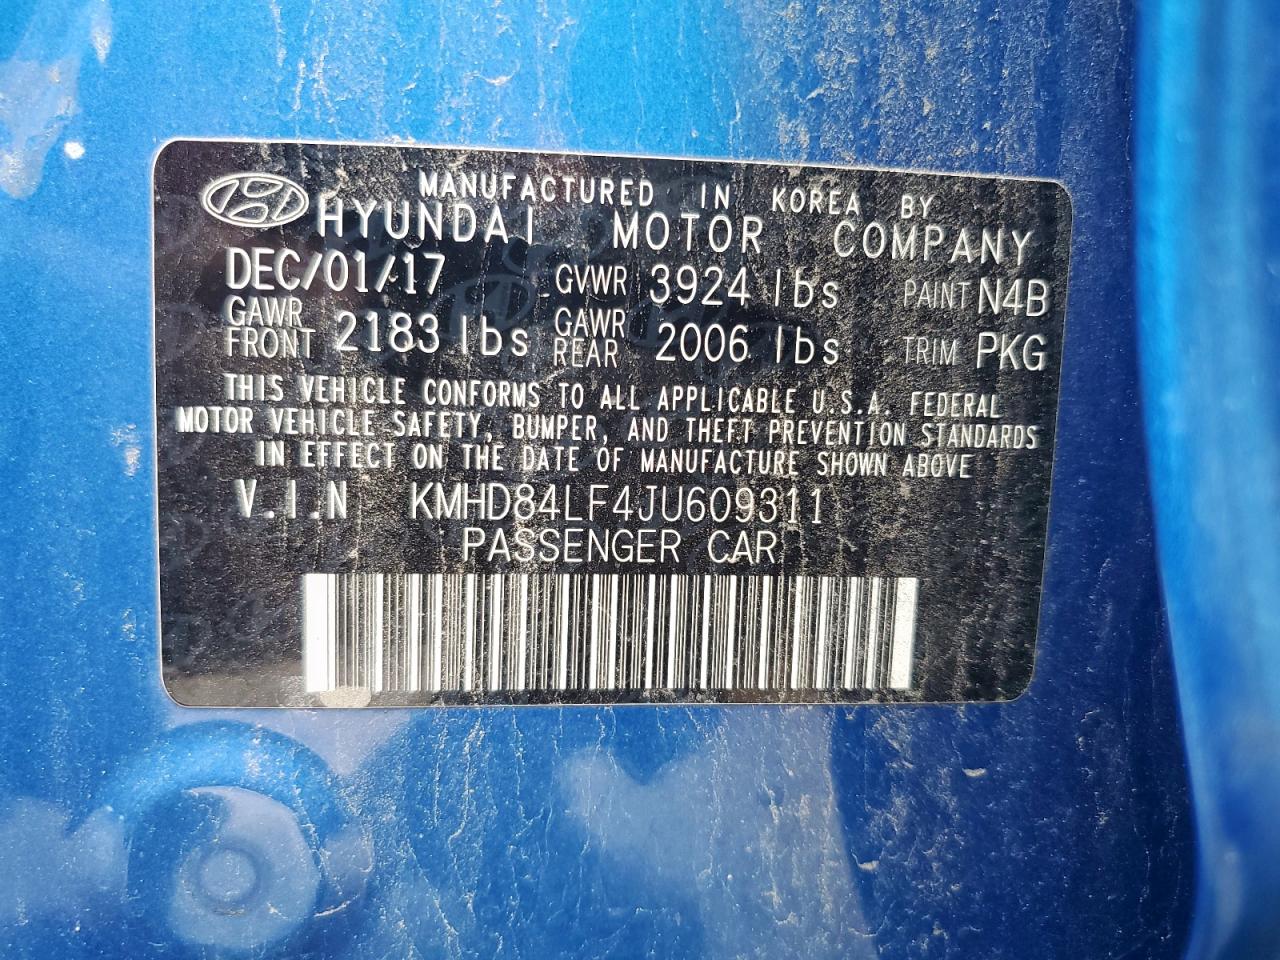 MANUFACTURED IN KOREA BY
HYUNDAI MOTOR COMPANY
DEC/01/17 GVWR 3924 lbs PAINT N4B
GAWR FRONT 2183 lbs GAWR REAR 2006 lbs TRIM PKG
THIS VEHICLE CONFORMS TO ALL APPLICABLE U.S.A. FEDERAL
MOTOR VEHICLE SAFETY, BUMPER, AND THEFT PREVENTION STANDARDS
IN EFFECT ON THE DATE OF MANUFACTURE SHOWN ABOVE
V.I.N KMHD84LF4JU609311
PASSENGER CAR